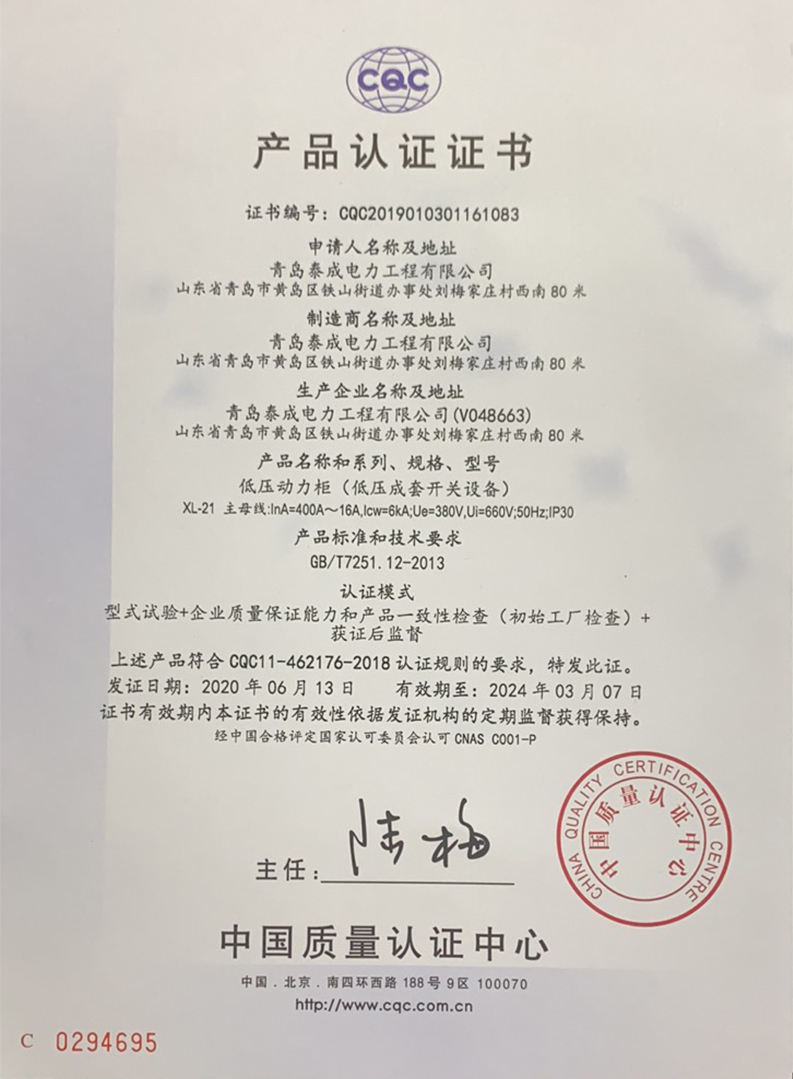 CQC
产品认证证书
证书编号：CQC2019010301161083
申请人名称及地址
青岛泰成电力工程有限公司
山东省青岛市黄岛区铁山街道办事处刘梅家庄村西南 80 米
制造商名称及地址
青岛泰成电力工程有限公司
山东省青岛市黄岛区铁山街道办事处刘梅家庄村西南 80 米
生产企业名称及地址
青岛泰成电力工程有限公司(V048663)
山东省青岛市黄岛区铁山街道办事处刘梅家庄村西南 80 米
产品名称和系列、规格、型号
低压动力柜（低压成套开关设备）
XL-21 主母线:InA=400A～16A,Icw=6kA;Ue=380V,Ui=660V;50Hz;IP30
产品标准和技术要求
GB/T7251.12-2013
认证模式
型式试验+企业质量保证能力和产品一致性检查（初始工厂检查）+
获证后监督
上述产品符合 CQC11-462176-2018 认证规则的要求，特发此证。
发证日期：2020 年 06 月 13 日 有效期至：2024 年 03 月 07 日
证书有效期内本证书的有效性依据发证机构的定期监督获得保持。
经中国合格评定国家认可委员会认可 CNAS C001-P
CHINA QUALITY CERTIFICATION CENTRE
中国质量认证中心
主任：陆梅
中国质量认证中心
中国．北京．南四环西路 188 号 9 区 100070
http://www.cqc.com.cn
C 0294695